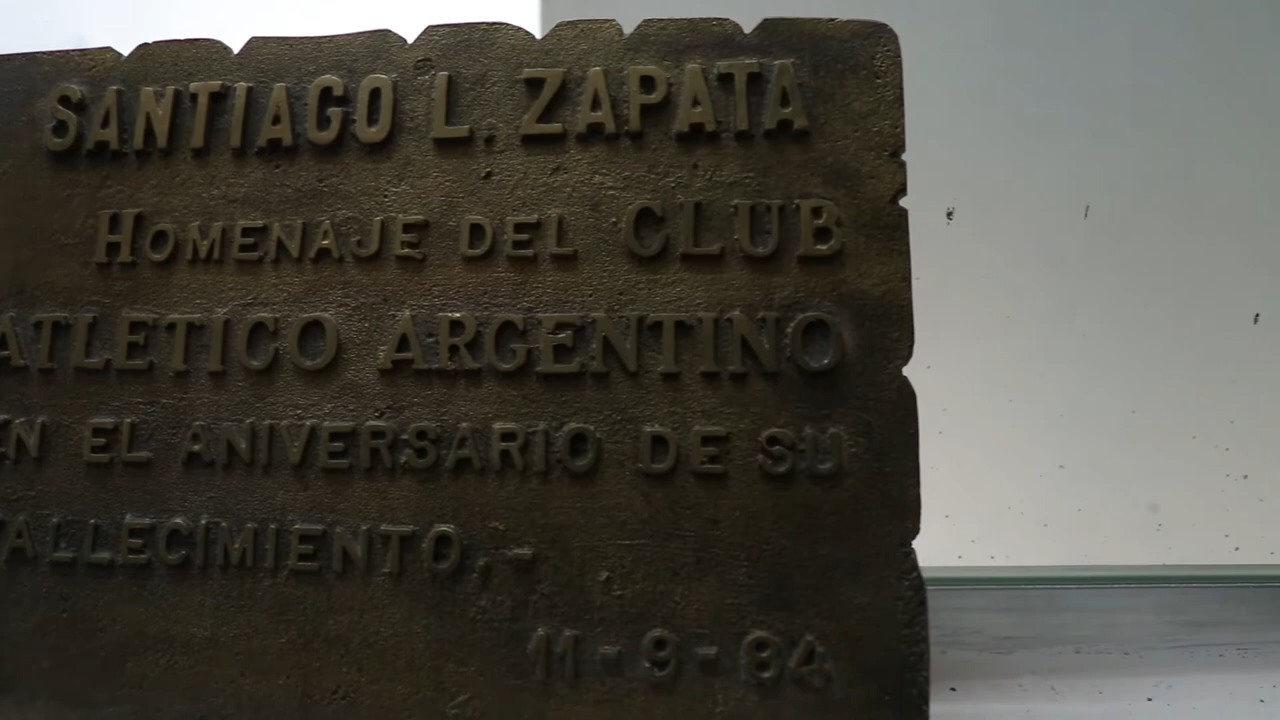 SANTIAGO L. ZAPATA
HOMENAJE DEL CLUB
ATLETICO ARGENTINO
EN EL ANIVERSARIO DE SU
FALLECIMIENTO.-
11-9-84